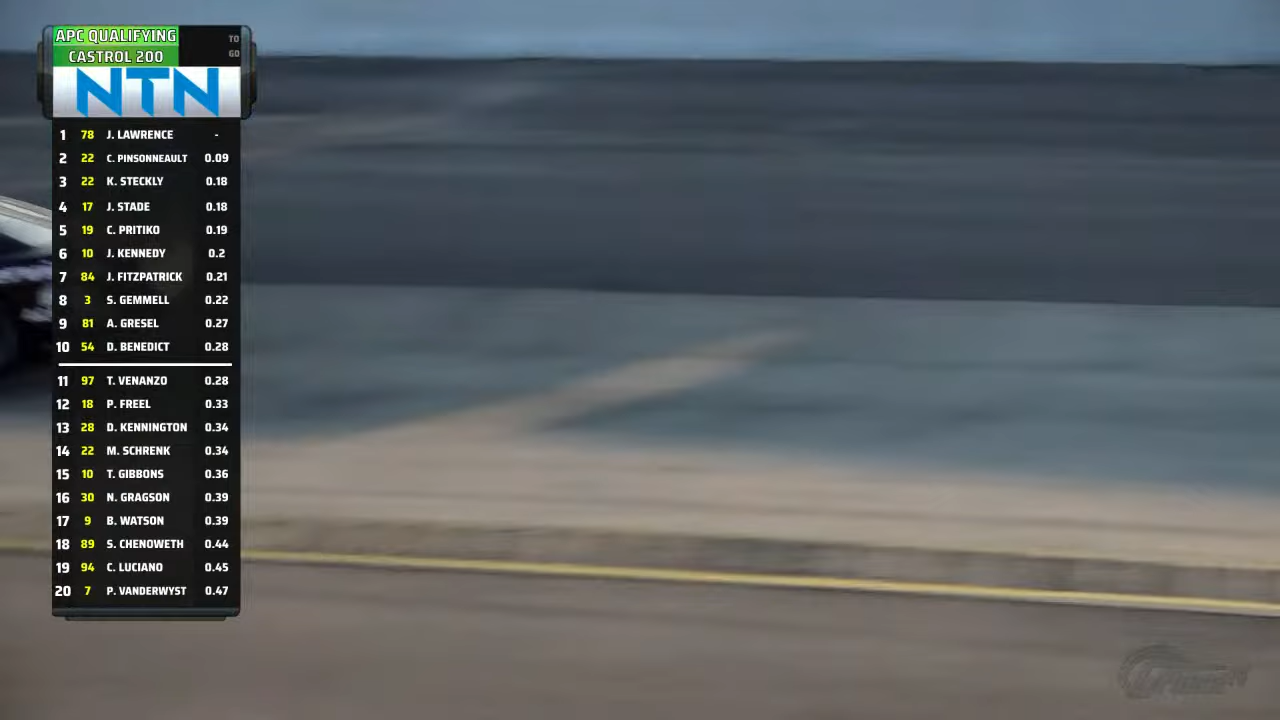 APC QUALIFYING
CASTROL 200
TO
GO
NTN
1 78 J. LAWRENCE -
2 22 C. PINSONNEAULT 0.09
3 22 K. STECKLY 0.18
4 17 J. STADE 0.18
5 19 C. PRITIKO 0.19
6 10 J. KENNEDY 0.2
7 84 J. FITZPATRICK 0.21
8 3 S. GEMMELL 0.22
9 81 A. GRESEL 0.27
10 54 D. BENEDICT 0.28
11 97 T. VENANZO 0.28
12 18 P. FREEL 0.33
13 28 D. KENNINGTON 0.34
14 22 M. SCHRENK 0.34
15 10 T. GIBBONS 0.36
16 30 N. GRAGSON 0.39
17 9 B. WATSON 0.39
18 89 S. CHENOWETH 0.44
19 94 C. LUCIANO 0.45
20 7 P. VANDERWYST 0.47